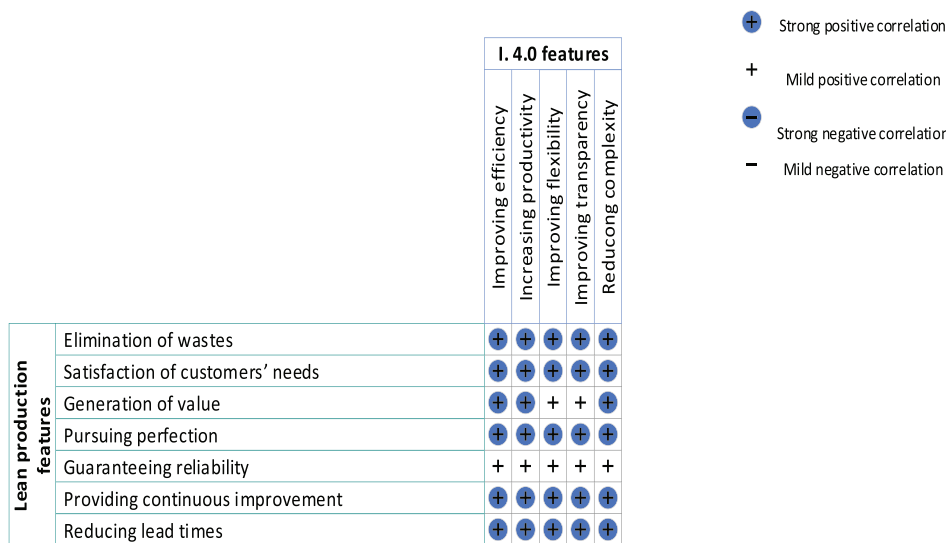 Strong positive correlation
+ Mild positive correlation
Strong negative correlation
- Mild negative correlation
I. 4.0 features
Improving efficiency
Increasing productivity
Improving flexibility
Improving transparency
Reducong complexity
Lean production
features
Elimination of wastes
+ + + + +
Satisfaction of customers’ needs
+ + + + +
Generation of value
+ + + + +
Pursuing perfection
+ + + + +
Guaranteeing reliability
+ + + + +
Providing continuous improvement
+ + + + +
Reducing lead times
+ + + + +